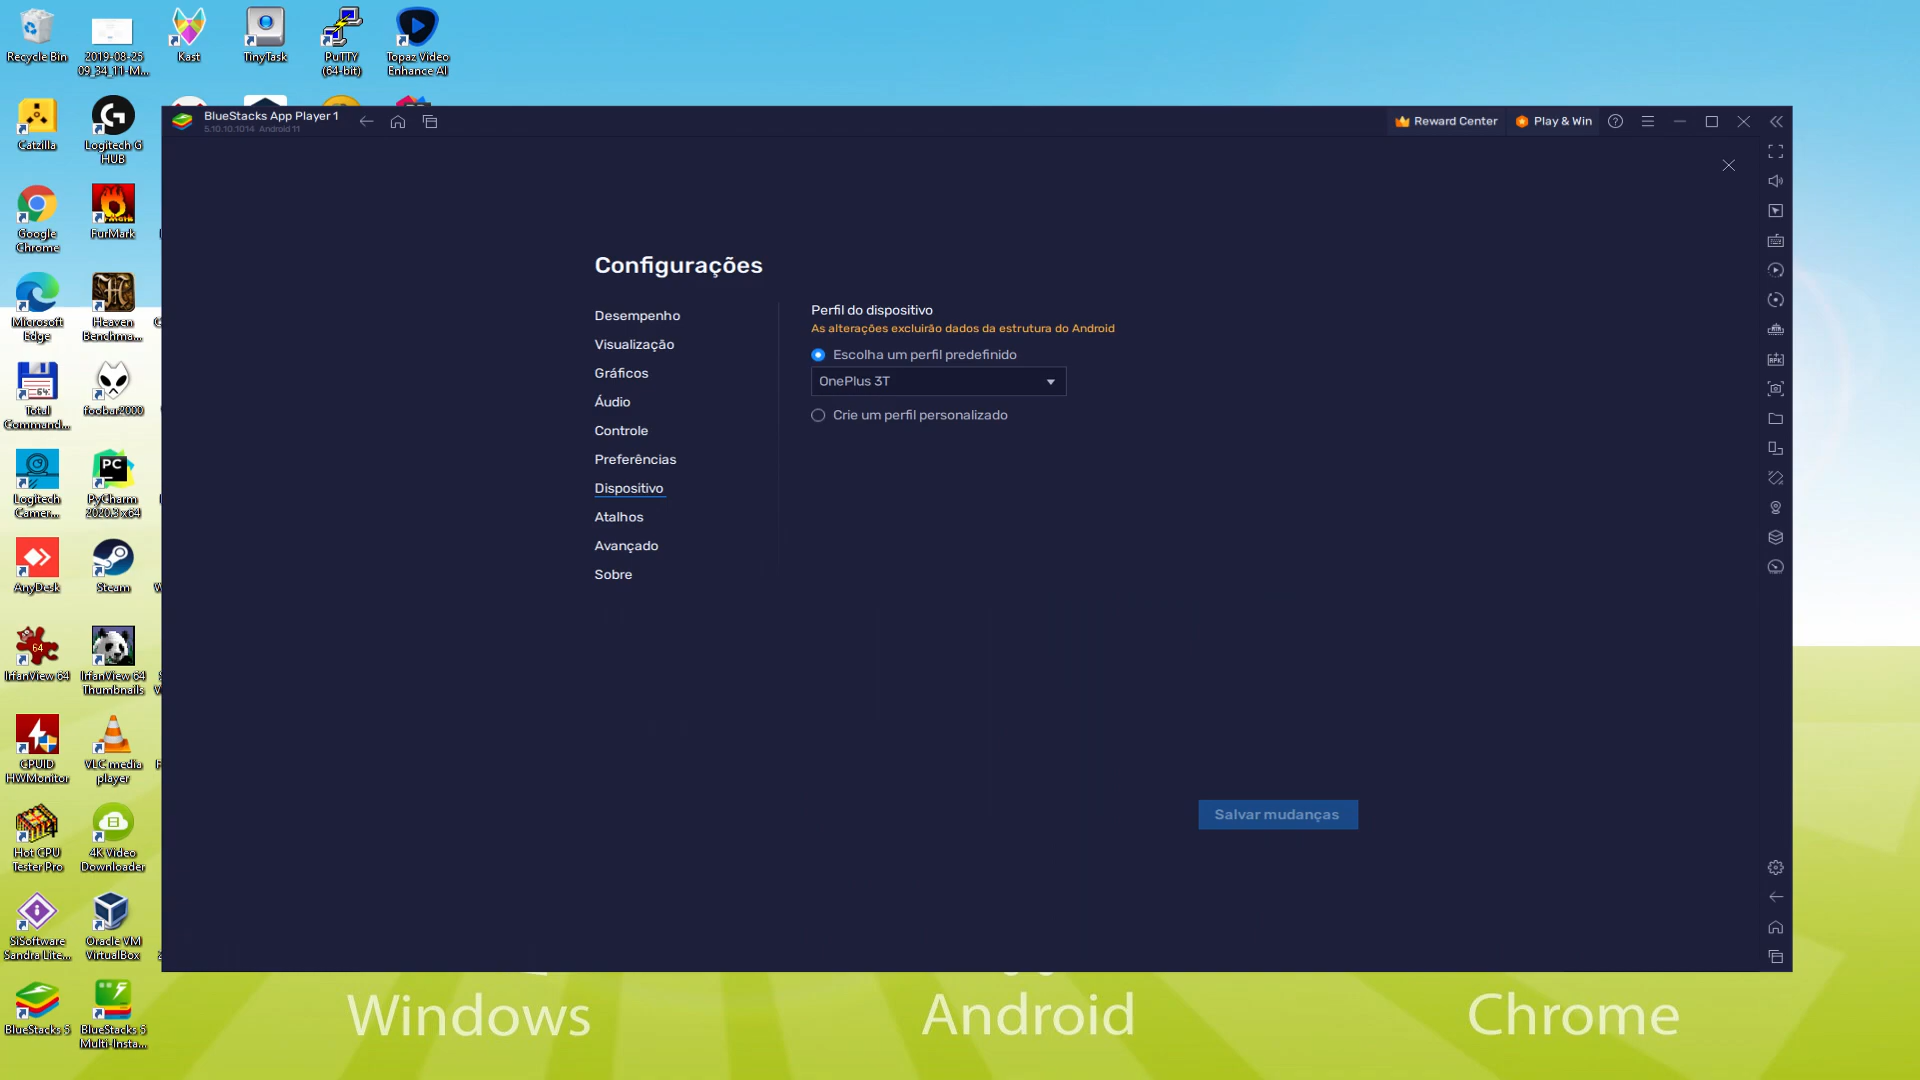 Recycle Bin
2019-08-25
09_34_11-M...
Kast
TinyTask
PuTTY
(64-bit)
Topaz Video
Enhance AI
Catzilla
Logitech G
HUB
Google
Chrome
FurMark
Microsoft
Edge
Heaven
Benchma...
Total
Command...
foobar2000
Logitech
Camer...
PyCharm
2020.3 x64
AnyDesk
Steam
IrfanView 64
IrfanView 64
Thumbnails
CPUID
HWMonitor
VLC media
player
Hot CPU
Tester Pro
4K Video
Downloader
SiSoftware
Sandra Lite...
Oracle VM
VirtualBox
BlueStacks 5
BlueStacks 5
Multi-Insta...
BlueStacks App Player 1
5.10.10.1014 Android 11
Reward Center
Play & Win
Configurações
Desempenho
Visualização
Gráficos
Áudio
Controle
Preferências
Dispositivo
Atalhos
Avançado
Sobre
Perfil do dispositivo
As alterações excluirão dados da estrutura do Android
Escolha um perfil predefinido
OnePlus 3T
Crie um perfil personalizado
Salvar mudanças
Windows
Android
Chrome